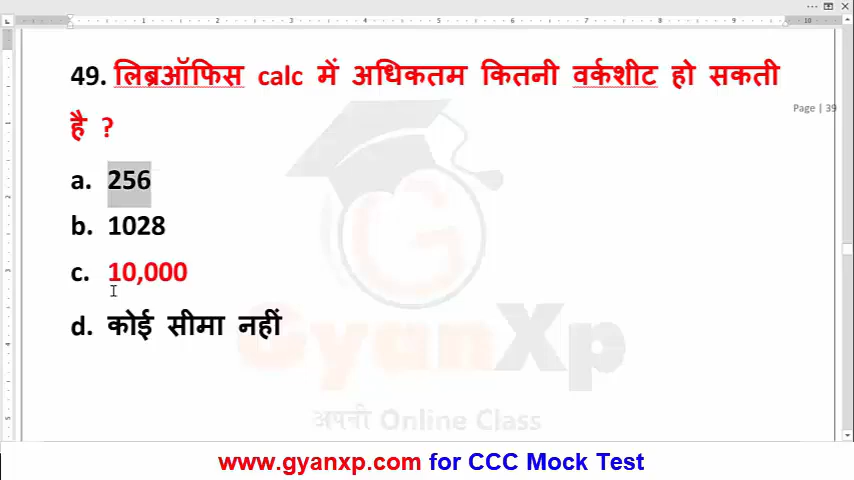 49. लिब्रऑफिस calc में अधिकतम कितनी वर्कशीट हो सकती
Page | 39
है ?
a. 256
b. 1028
c. 10,000
d. कोई सीमा नहीं
GyanXp
अपनी Online Class
www.gyanxp.com for CCC Mock Test